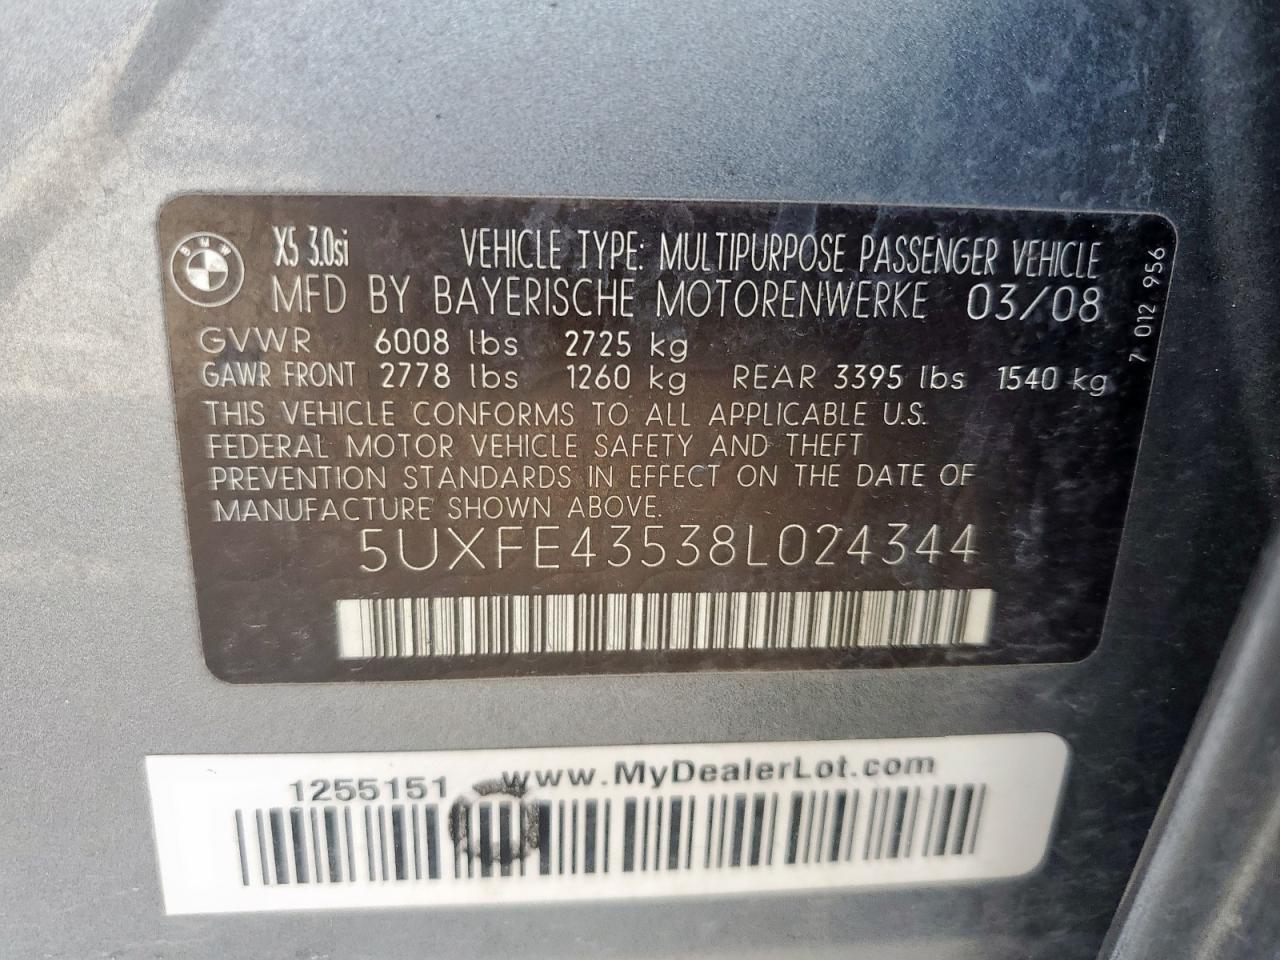 BMW
X5 3.0si VEHICLE TYPE: MULTIPURPOSE PASSENGER VEHICLE
MFD BY BAYERISCHE MOTORENWERKE 03/08
7 012 956
GVWR 6008 lbs 2725 kg
GAWR FRONT 2778 lbs 1260 kg REAR 3395 lbs 1540 kg
THIS VEHICLE CONFORMS TO ALL APPLICABLE U.S.
FEDERAL MOTOR VEHICLE SAFETY AND THEFT
PREVENTION STANDARDS IN EFFECT ON THE DATE OF
MANUFACTURE SHOWN ABOVE.
5UXFE43538L024344
1255151 www.MyDealerLot.com